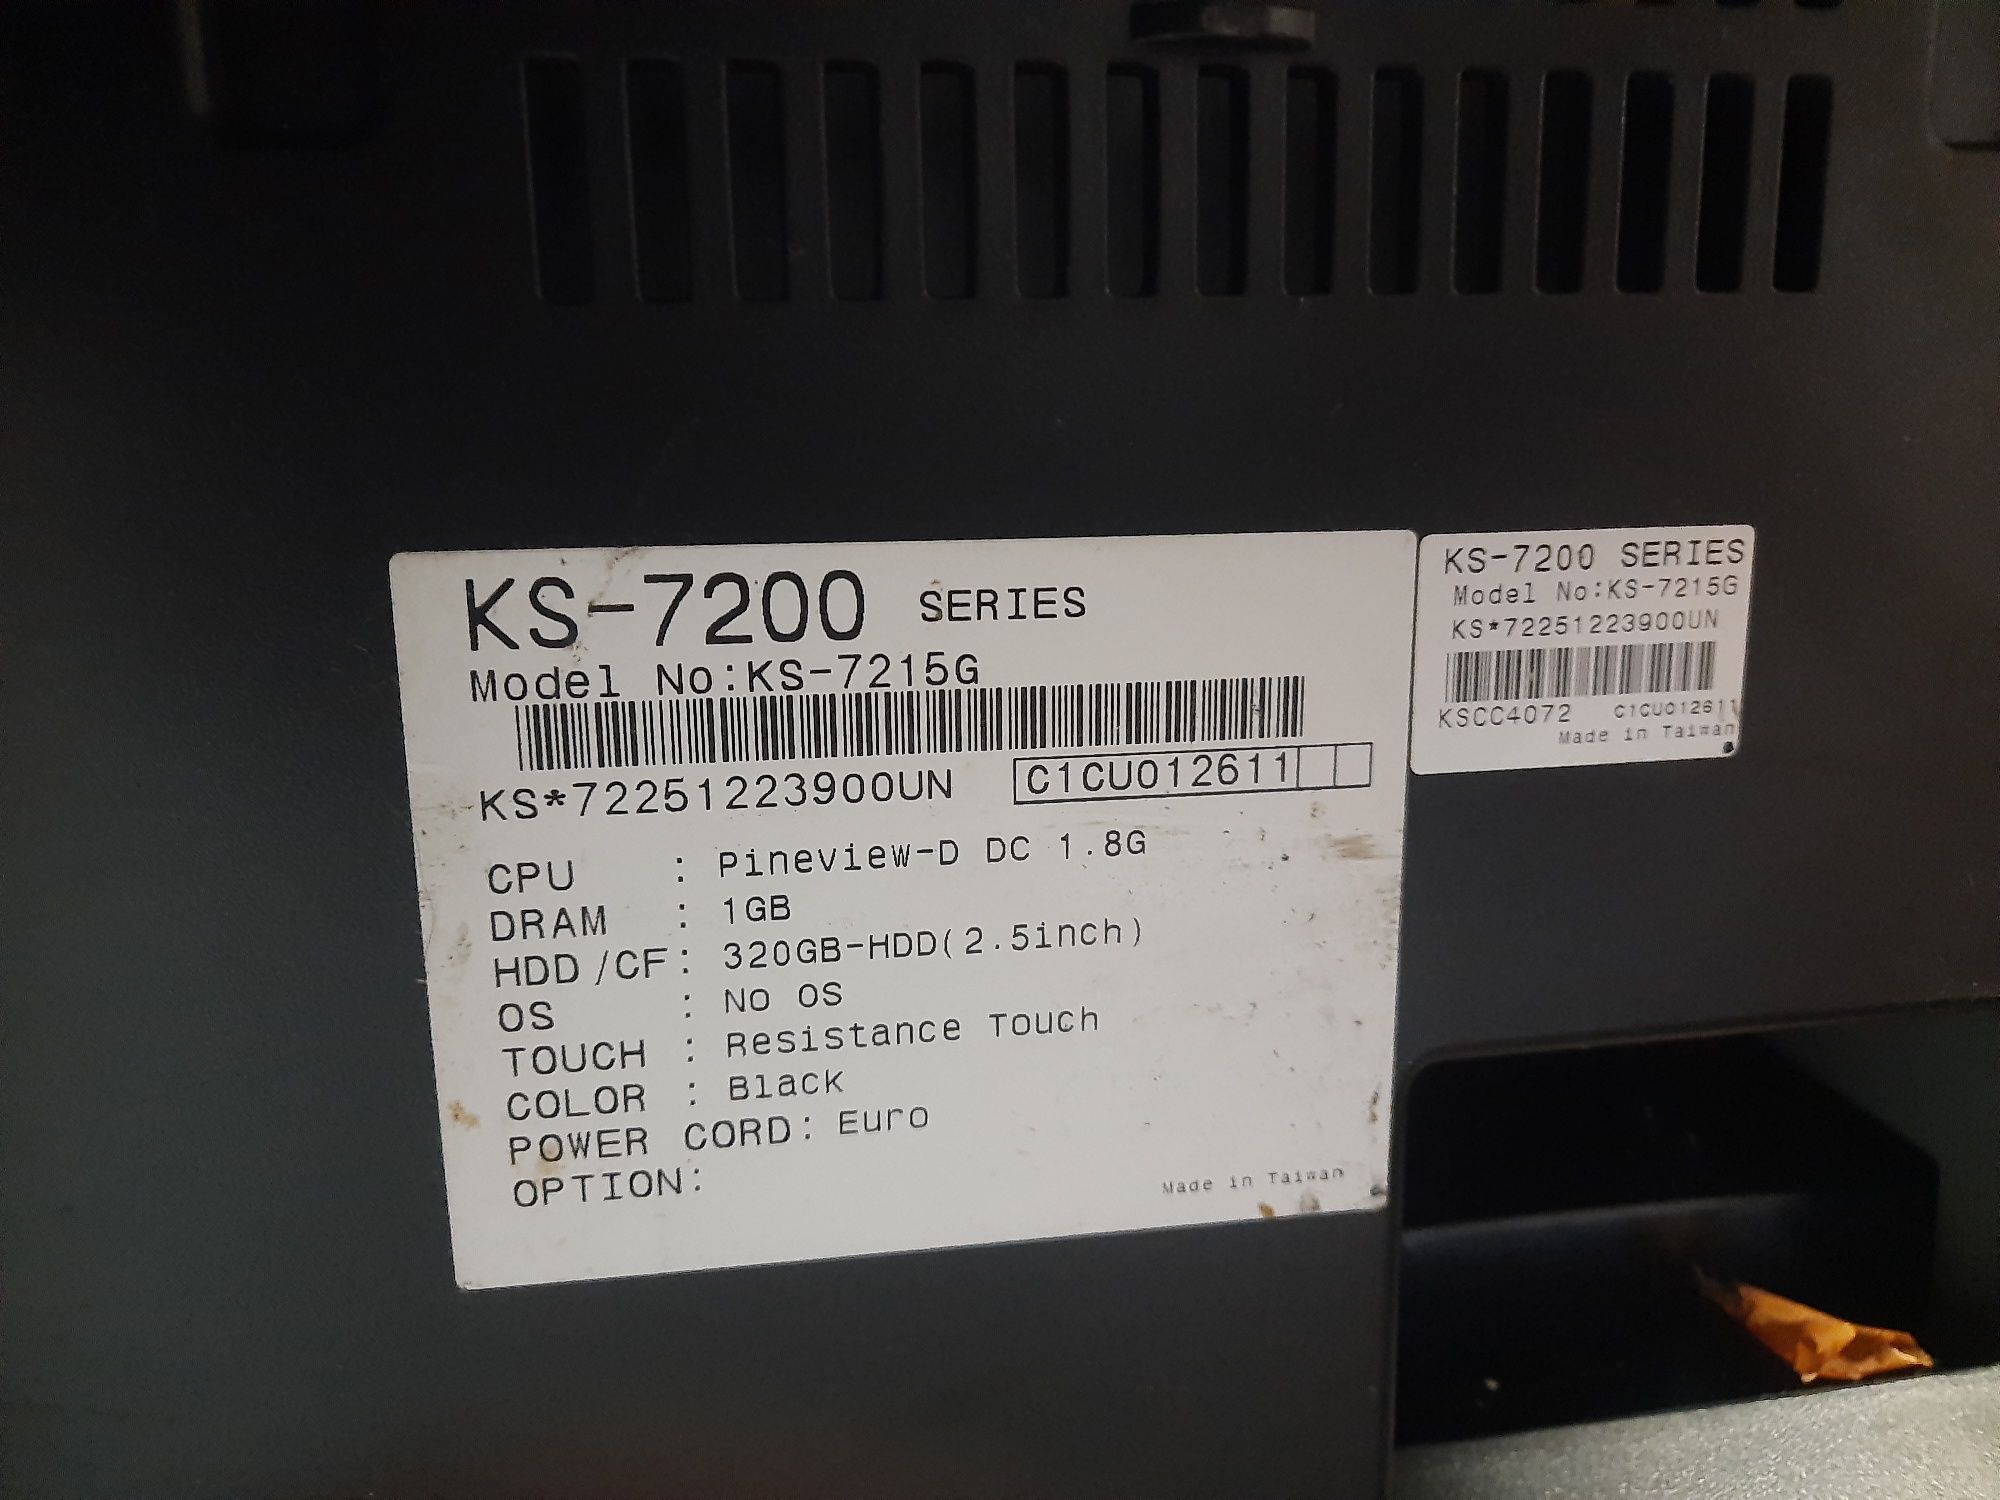 KS-7200 SERIES
Model No:KS-7215G
KS*72251223900UN C1CU012611
CPU : Pineview-D DC 1.8G
DRAM : 1GB
HDD/CF: 320GB-HDD(2.5inch)
OS : NO OS
TOUCH : Resistance Touch
COLOR : Black
POWER CORD: Euro
OPTION:
Made in Taiwan
KS-7200 SERIES
Model No:KS-7215G
KS*72251223900UN
KSCC4072 C1CU012611
Made in Taiwan